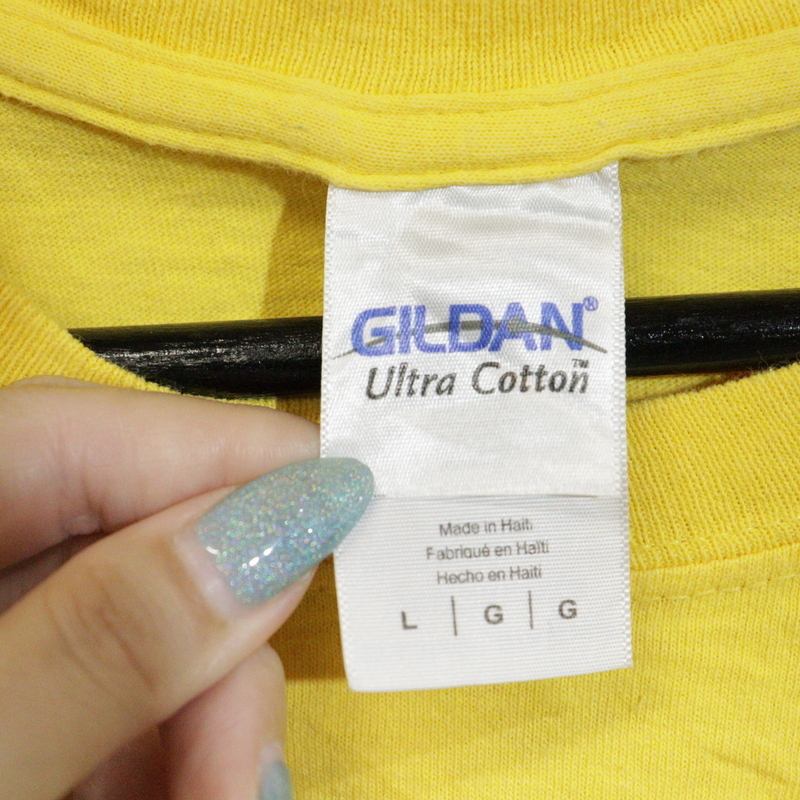 GILDAN®
Ultra Cotton™
Made in Haiti
Fabriqué en Haïti
Hecho en Haiti
L | G | G